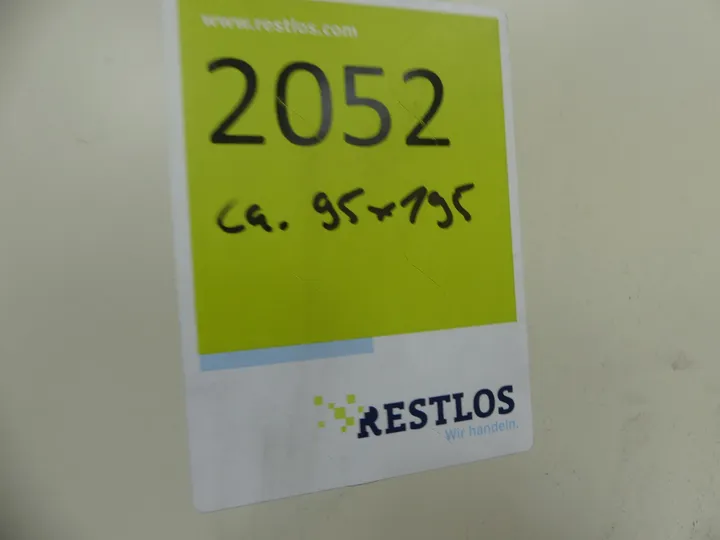 www.restlos.com
2052
ca. 95x195
RESTLOS
Wir handeln.